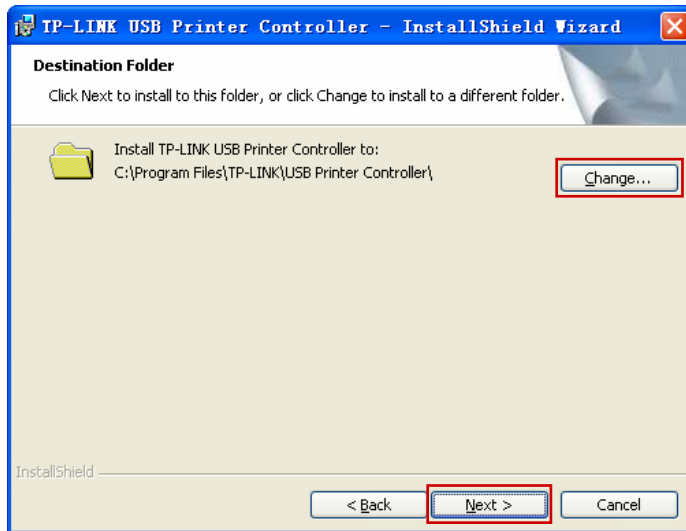 TP-LINK USB Printer Controller - InstallShield Wizard
Destination Folder
Click Next to install to this folder, or click Change to install to a different folder.
Install TP-LINK USB Printer Controller to:
C:\Program Files\TP-LINK\USB Printer Controller\
Change...
InstallShield
< Back
Next >
Cancel